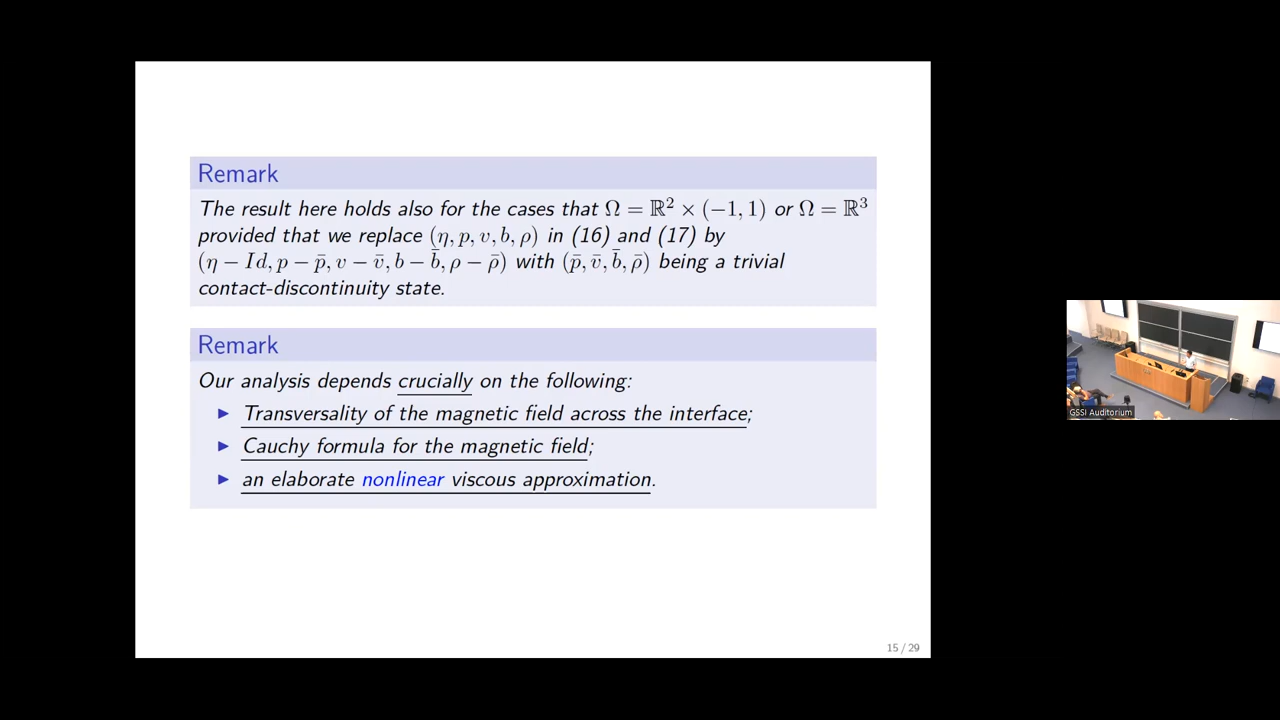 Remark
The result here holds also for the cases that Ω = ℝ² × (−1, 1) or Ω = ℝ³
provided that we replace (η, p, v, b, ρ) in (16) and (17) by
(η − Id, p − p̄, v − v̄, b − b̄, ρ − ρ̄) with (p̄, v̄, b̄, ρ̄) being a trivial
contact-discontinuity state.
Remark
Our analysis depends crucially on the following:
▶ Transversality of the magnetic field across the interface;
▶ Cauchy formula for the magnetic field;
▶ an elaborate nonlinear viscous approximation.
15 / 29
GSSI Auditorium